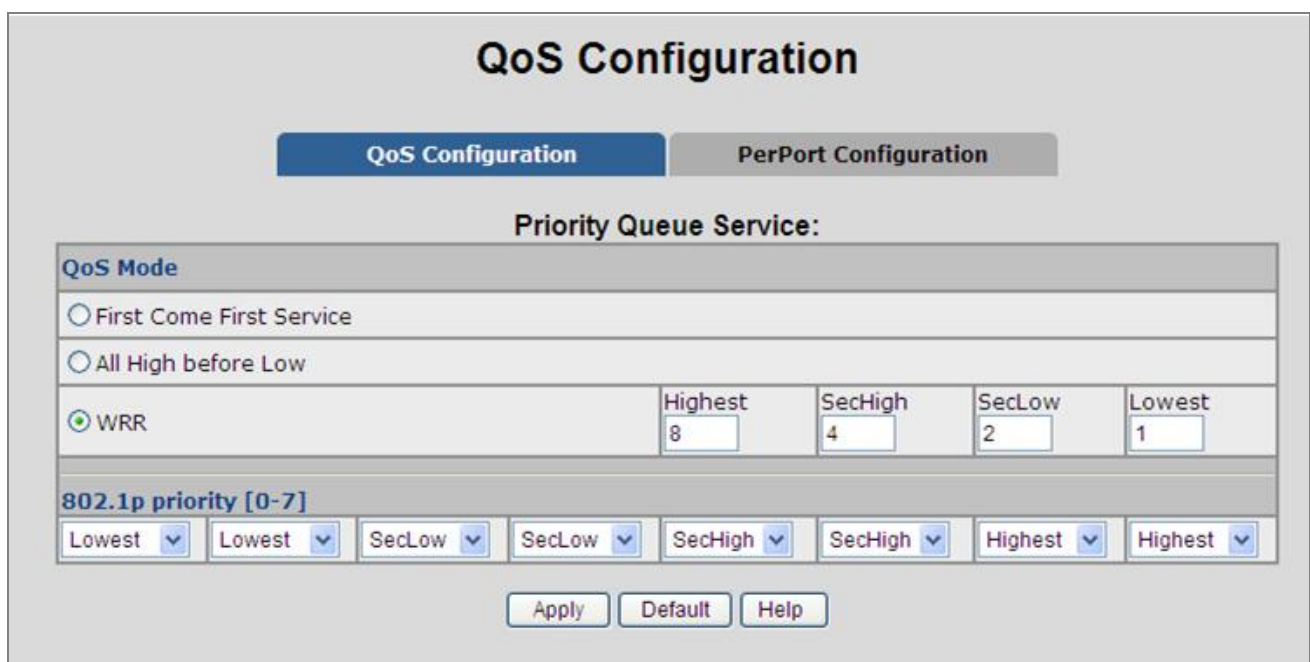 QoS Configuration
QoS Configuration PerPort Configuration
Priority Queue Service:
QoS Mode
First Come First Service
All High before Low
WRR Highest SecHigh SecLow Lowest
8 4 2 1
802.1p priority [0-7]
Lowest Lowest SecLow SecLow SecHigh SecHigh Highest Highest
Apply Default Help